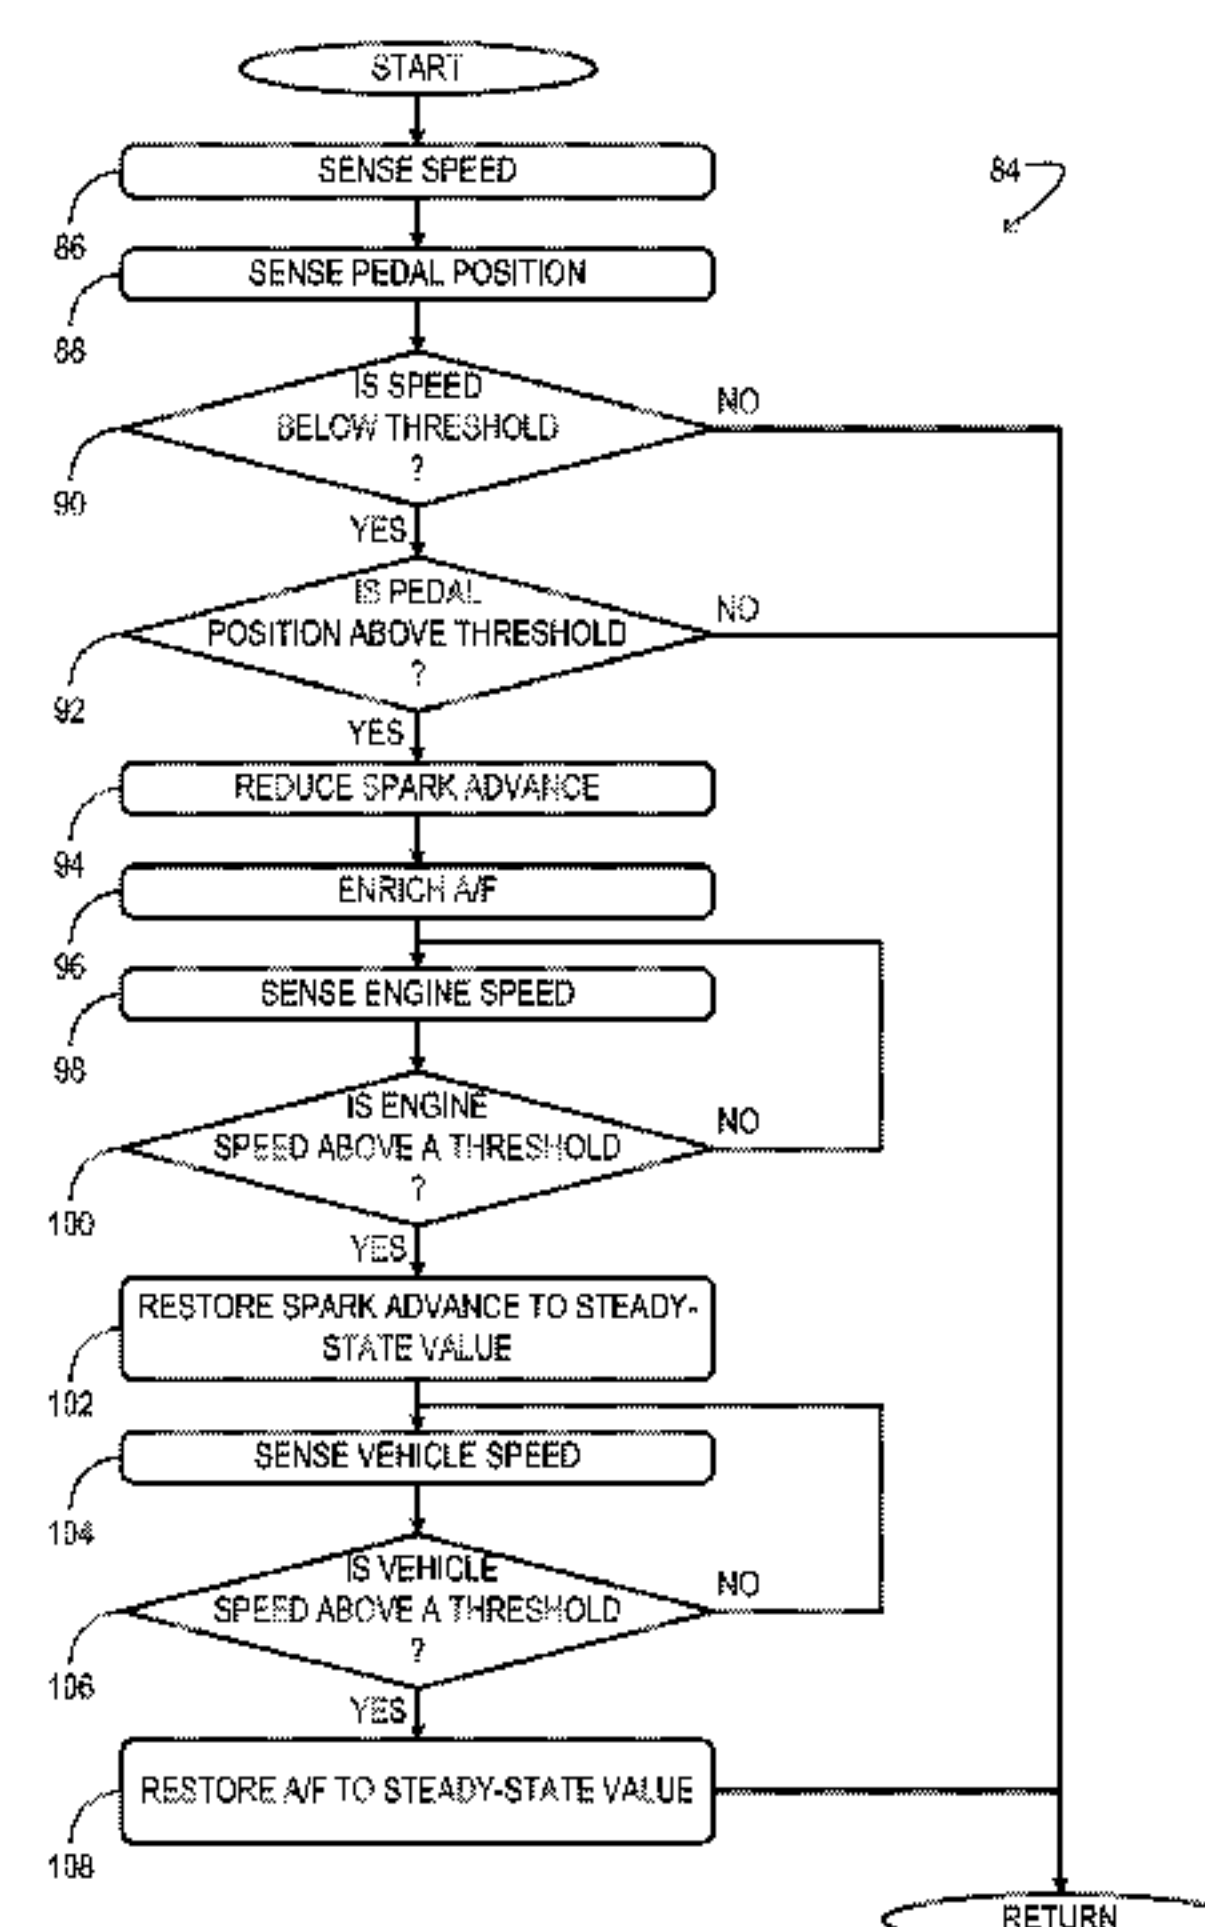 START
SENSE SPEED
84
86
SENSE PEDAL POSITION
88
IS SPEED
BELOW THRESHOLD
?
NO
90
YES
IS PEDAL
POSITION ABOVE THRESHOLD
?
NO
92
YES
REDUCE SPARK ADVANCE
94
ENRICH A/F
96
SENSE ENGINE SPEED
98
IS ENGINE
SPEED ABOVE A THRESHOLD
?
NO
100
YES
RESTORE SPARK ADVANCE TO STEADY-
STATE VALUE
102
SENSE VEHICLE SPEED
104
IS VEHICLE
SPEED ABOVE A THRESHOLD
?
NO
106
YES
RESTORE A/F TO STEADY-STATE VALUE
108
RETURN